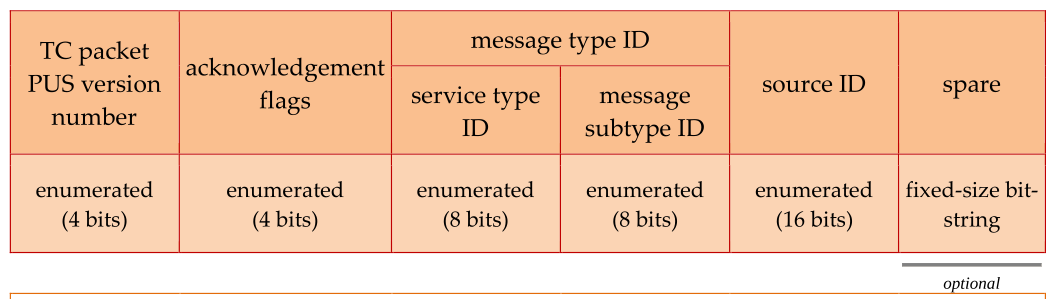 TC packet
PUS version
number
acknowledgement
flags
message type ID
service type
ID
message
subtype ID
source ID
spare
enumerated
(4 bits)
enumerated
(4 bits)
enumerated
(8 bits)
enumerated
(8 bits)
enumerated
(16 bits)
fixed-size bit-
string
optional